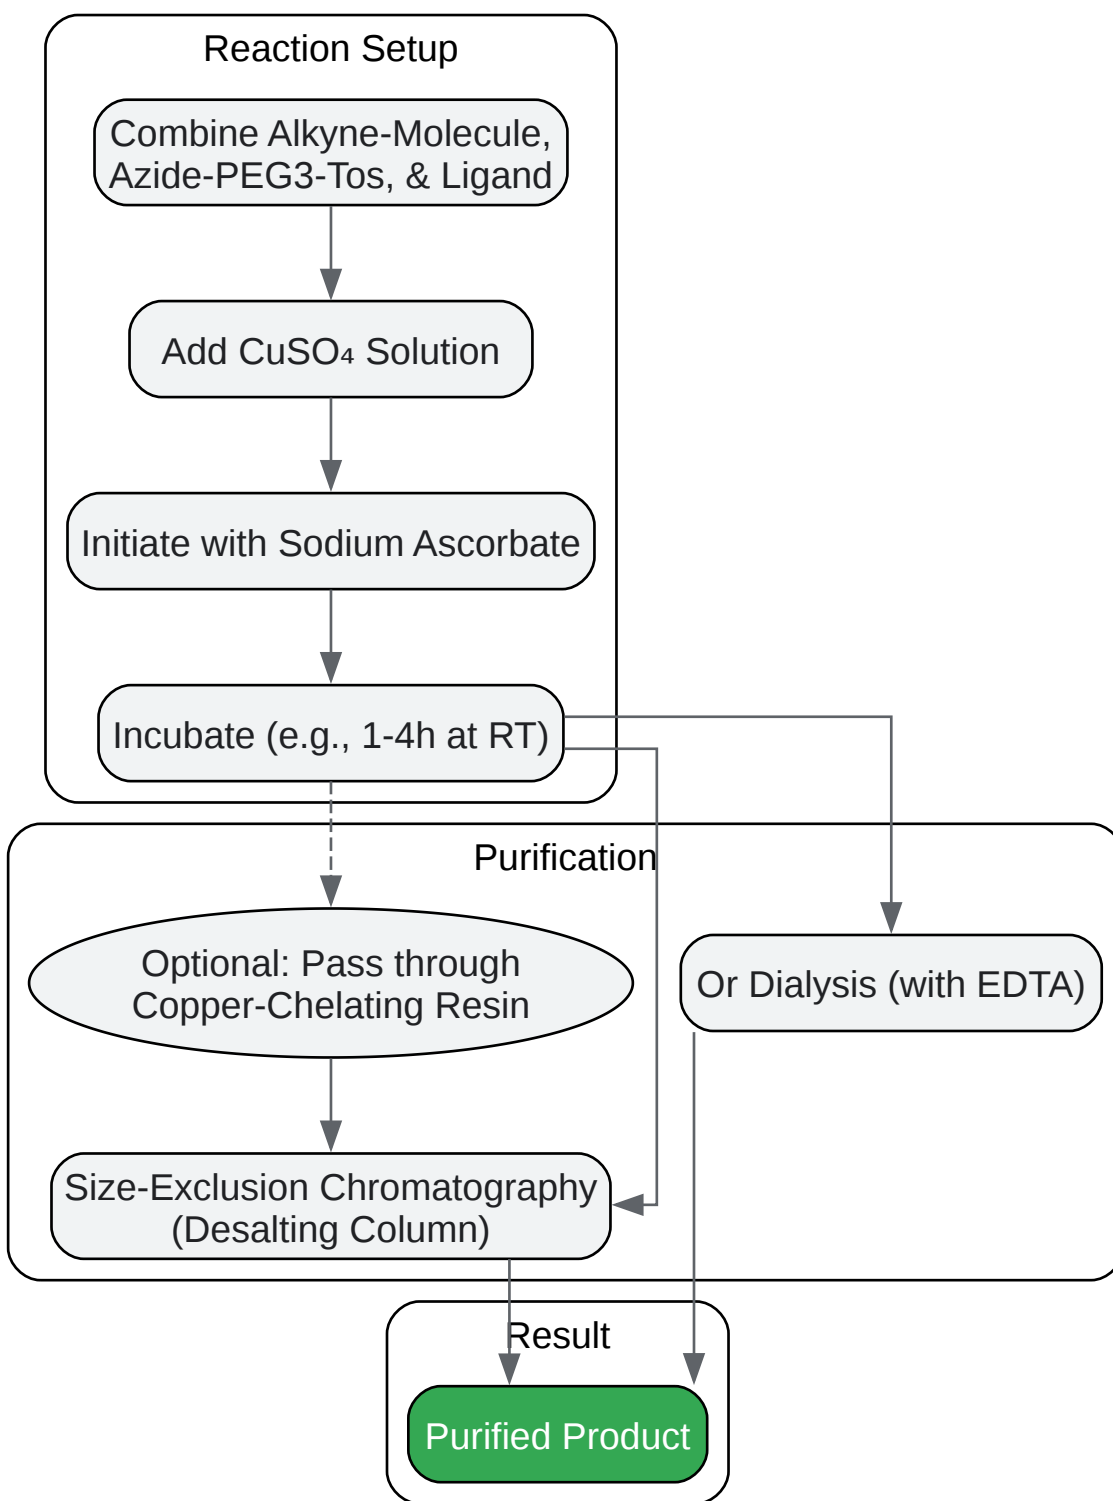 Reaction Setup
Combine Alkyne-Molecule,
Azide-PEG3-Tos, & Ligand
Add CuSO₄ Solution
Initiate with Sodium Ascorbate
Incubate (e.g., 1-4h at RT)
Purification
Optional: Pass through
Copper-Chelating Resin
Or Dialysis (with EDTA)
Size-Exclusion Chromatography
(Desalting Column)
Result
Purified Product